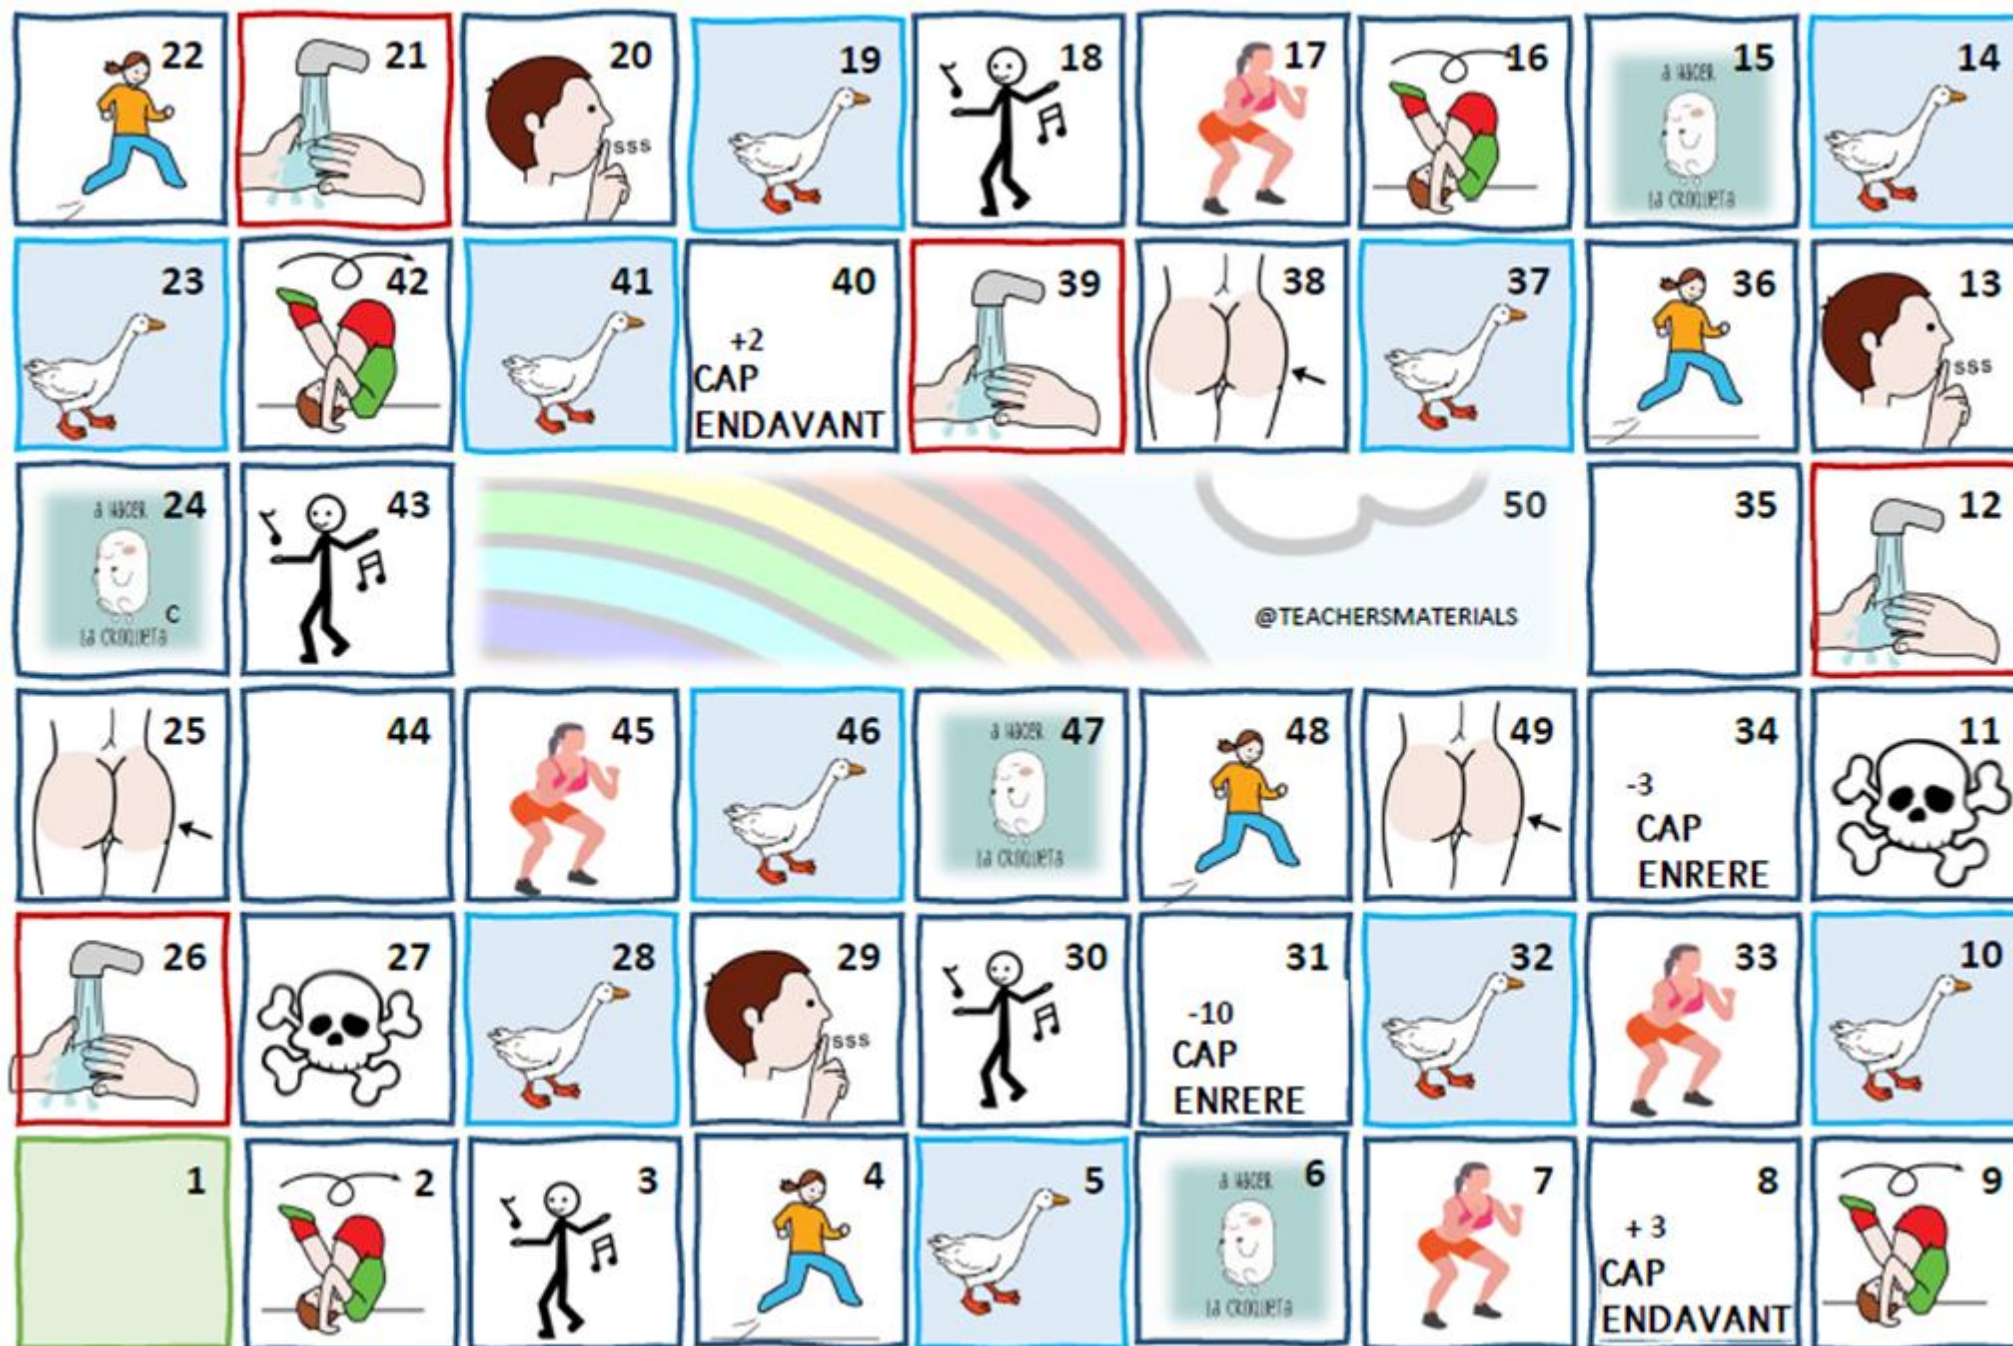 22
21
20
sss
19
18
17
16
15
a HaCER
La CROQUETa
14
23
42
41
40
+2
CAP
ENDAVANT
39
38
37
36
13
sss
24
a HaCER
C
La CROQUETa
43
50
@TEACHERSMATERIALS
35
12
25
44
45
46
47
a HaCER
La CROQUETa
48
49
34
-3
CAP
ENRERE
11
26
27
28
29
sss
30
31
-10
CAP
ENRERE
32
33
10
1
2
3
4
5
6
a HaCER
La CROQUETa
7
8
+ 3
CAP
ENDAVANT
9